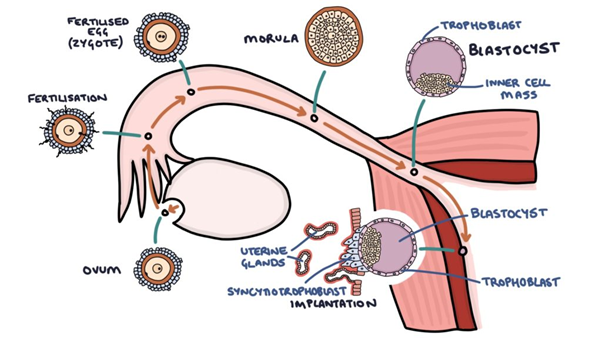 FERTILISED
EGG
(ZYGOTE)
MORULA
TROPHOBLAST
BLASTOCYST
INNER CELL
MASS
FERTILISATION
OVUM
UTERINE
GLANDS
SYNCYTIOTROPHOBLAST
IMPLANTATION
BLASTOCYST
TROPHOBLAST